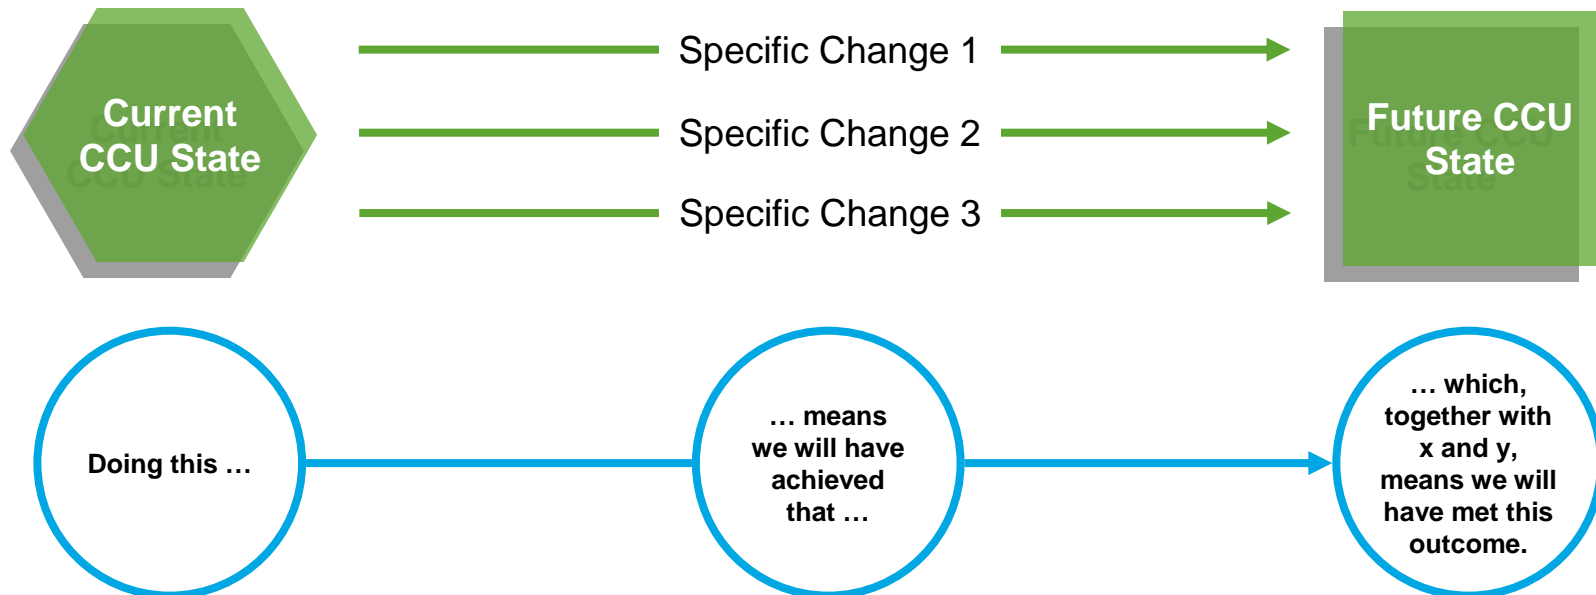 Current
CCU State
Specific Change 1
Specific Change 2
Specific Change 3
Future CCU
State
Doing this …
… means
we will have
achieved
that …
… which,
together with
x and y,
means we will
have met this
outcome.